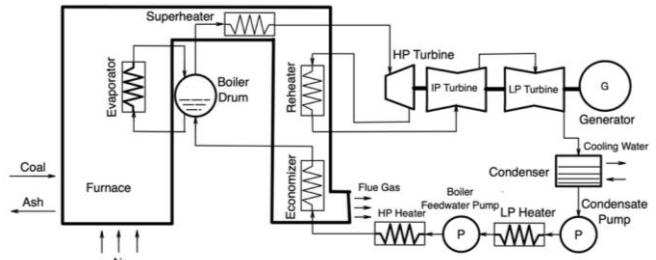 Superheater
HP Turbine
Evaporator
Boiler
Drum
Reheater
IP Turbine
LP Turbine
G
Generator
Cooling Water
Condenser
Coal
Ash
Furnace
Economizer
Flue Gas
Boiler
Feedwater Pump
HP Heater
P
LP Heater
Condensate
Pump
P